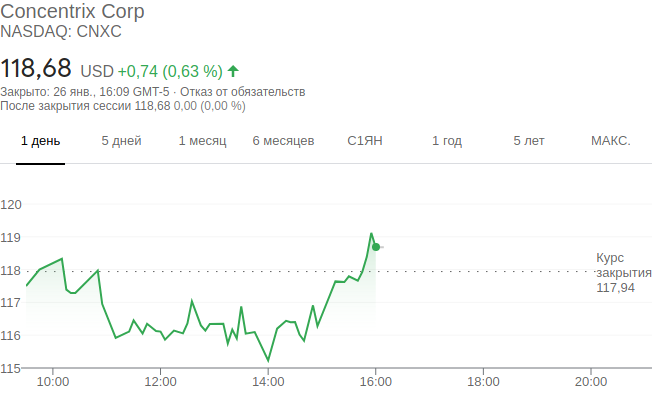 Concentrix Corp
NASDAQ: CNXC
118,68 USD +0,74 (0,63 %)
Закрыто: 26 янв., 16:09 GMT-5 · Отказ от обязательств
После закрытия сессии 118,68 0,00 (0,00 %)
1 день 5 дней 1 месяц 6 месяцев С1ЯН 1 год 5 лет МАКС.
120
119
118
117
116
115
Курс
закрытия
117,94
10:00 12:00 14:00 16:00 18:00 20:00